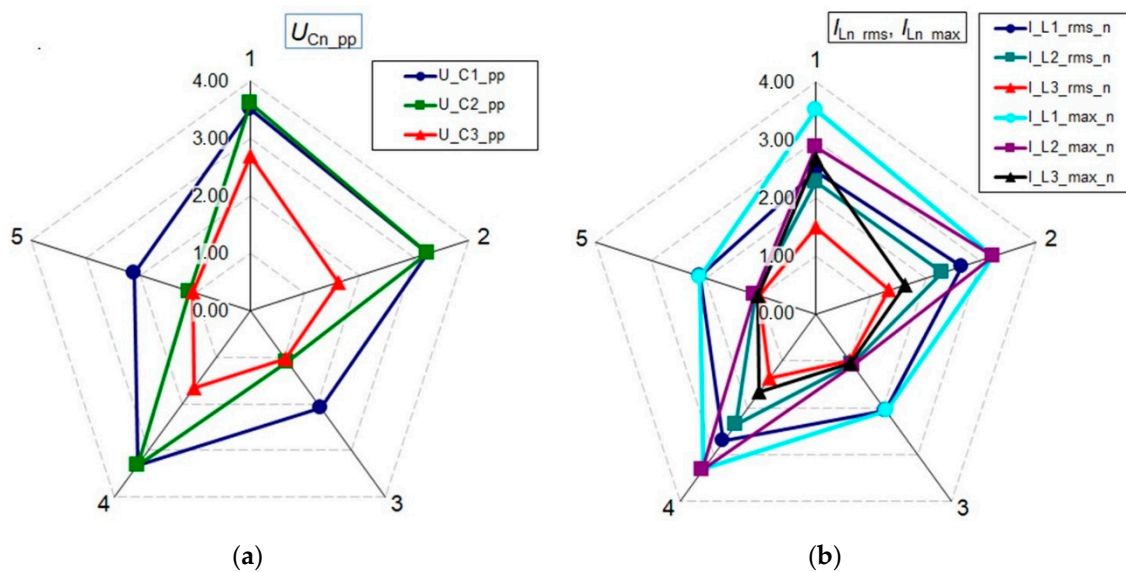 U_Cn_pp
U_C1_pp
U_C2_pp
U_C3_pp
1
2
3
4
5
4.00
3.00
2.00
1.00
0.00
(a)
I_Ln_rms, I_Ln_max
I_L1_rms_n
I_L2_rms_n
I_L3_rms_n
I_L1_max_n
I_L2_max_n
I_L3_max_n
1
2
3
4
5
4.00
3.00
2.00
1.00
0.00
(b)